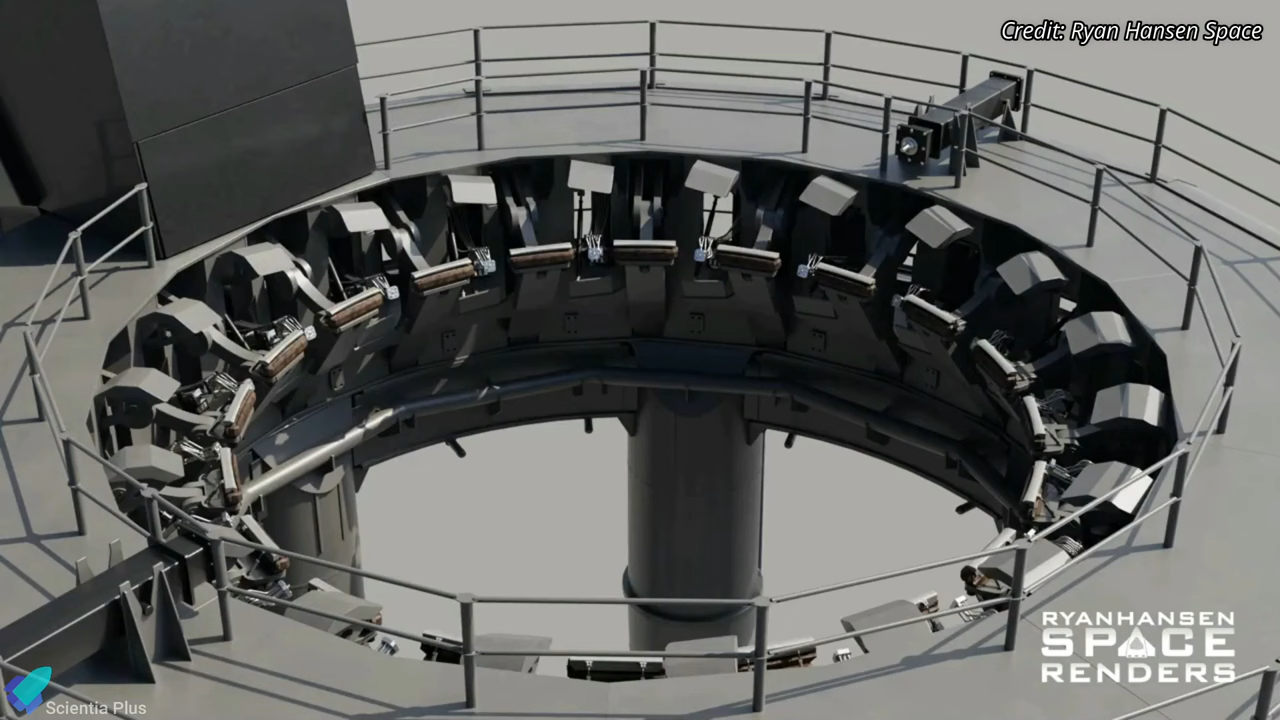 Credit: Ryan Hansen Space
RYANHANSEN
SPACE
RENDERS
Scientia Plus